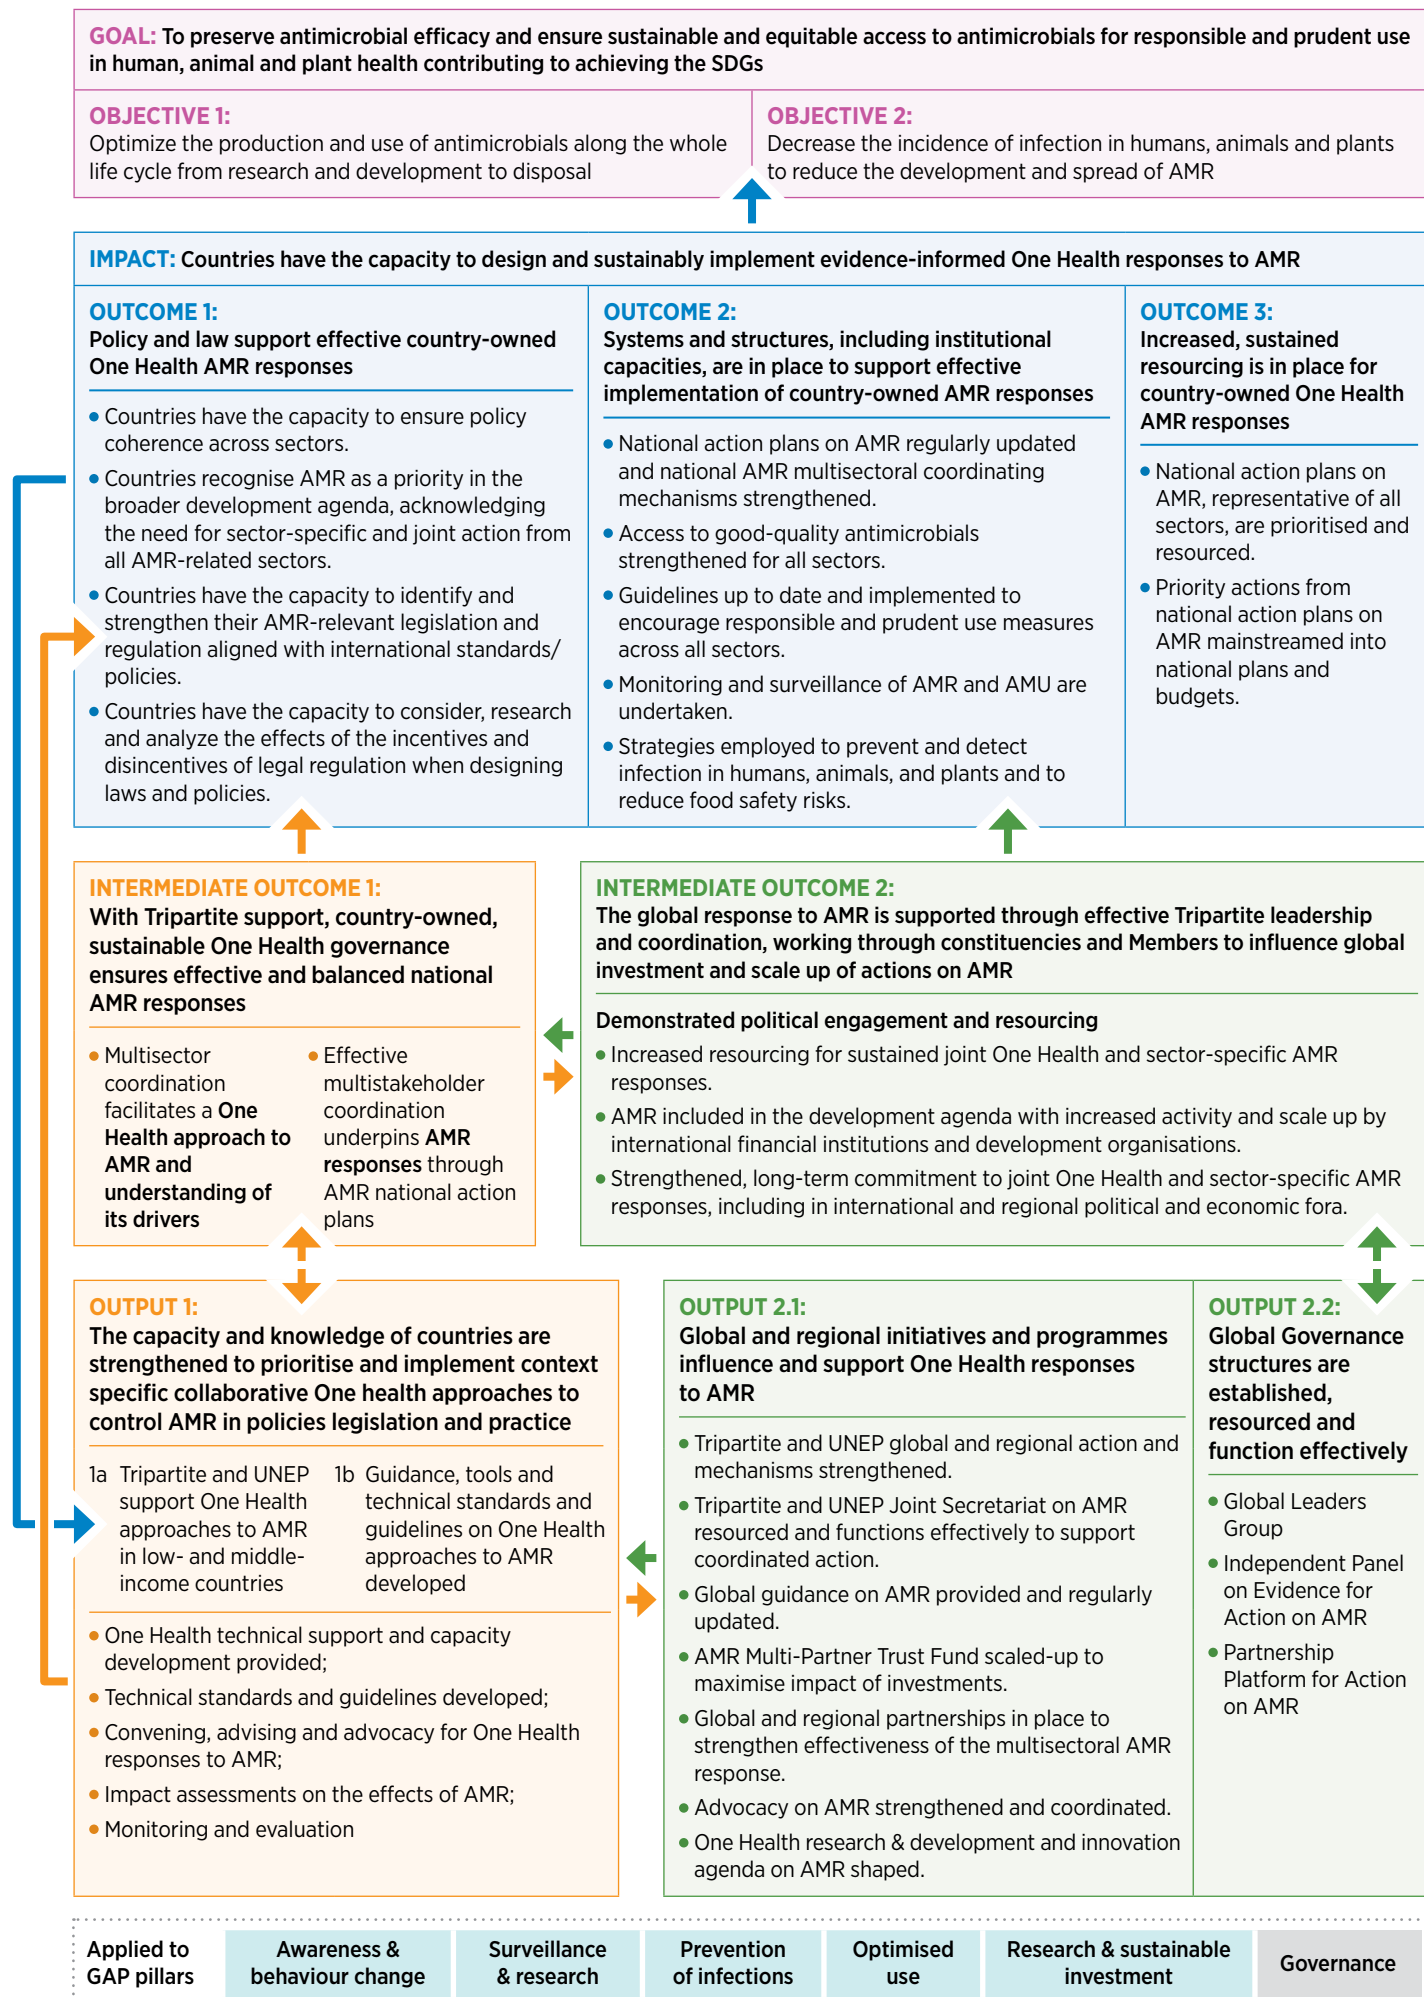 GOAL: To preserve antimicrobial efficacy and ensure sustainable and equitable access to antimicrobials for responsible and prudent use
in human, animal and plant health contributing to achieving the SDGs
OBJECTIVE 1:
Optimize the production and use of antimicrobials along the whole
life cycle from research and development to disposal
OBJECTIVE 2:
Decrease the incidence of infection in humans, animals and plants
to reduce the development and spread of AMR
IMPACT: Countries have the capacity to design and sustainably implement evidence-informed One Health responses to AMR
OUTCOME 1:
Policy and law support effective country-owned
One Health AMR responses
• Countries have the capacity to ensure policy
coherence across sectors.
• Countries recognise AMR as a priority in the
broader development agenda, acknowledging
the need for sector-specific and joint action from
all AMR-related sectors.
• Countries have the capacity to identify and
strengthen their AMR-relevant legislation and
regulation aligned with international standards/
policies.
• Countries have the capacity to consider, research
and analyze the effects of the incentives and
disincentives of legal regulation when designing
laws and policies.
OUTCOME 2:
Systems and structures, including institutional
capacities, are in place to support effective
implementation of country-owned AMR responses
• National action plans on AMR regularly updated
and national AMR multisectoral coordinating
mechanisms strengthened.
• Access to good-quality antimicrobials
strengthened for all sectors.
• Guidelines up to date and implemented to
encourage responsible and prudent use measures
across all sectors.
• Monitoring and surveillance of AMR and AMU are
undertaken.
• Strategies employed to prevent and detect
infection in humans, animals, and plants and to
reduce food safety risks.
OUTCOME 3:
Increased, sustained
resourcing is in place for
country-owned One Health
AMR responses
• National action plans on
AMR, representative of all
sectors, are prioritised and
resourced.
• Priority actions from
national action plans on
AMR mainstreamed into
national plans and
budgets.
INTERMEDIATE OUTCOME 1:
With Tripartite support, country-owned,
sustainable One Health governance
ensures effective and balanced national
AMR responses
• Multisector
coordination
facilitates a One
Health approach to
AMR and
understanding of
its drivers
• Effective
multistakeholder
coordination
underpins AMR
responses through
AMR national action
plans
INTERMEDIATE OUTCOME 2:
The global response to AMR is supported through effective Tripartite leadership
and coordination, working through constituencies and Members to influence global
investment and scale up of actions on AMR
Demonstrated political engagement and resourcing
• Increased resourcing for sustained joint One Health and sector-specific AMR
responses.
• AMR included in the development agenda with increased activity and scale up by
international financial institutions and development organisations.
• Strengthened, long-term commitment to joint One Health and sector-specific AMR
responses, including in international and regional political and economic fora.
OUTPUT 1:
The capacity and knowledge of countries are
strengthened to prioritise and implement context
specific collaborative One health approaches to
control AMR in policies legislation and practice
1a Tripartite and UNEP
support One Health
approaches to AMR
in low- and middle-
income countries
1b Guidance, tools and
technical standards and
guidelines on One Health
approaches to AMR
developed
• One Health technical support and capacity
development provided;
• Technical standards and guidelines developed;
• Convening, advising and advocacy for One Health
responses to AMR;
• Impact assessments on the effects of AMR;
• Monitoring and evaluation
OUTPUT 2.1:
Global and regional initiatives and programmes
influence and support One Health responses
to AMR
• Tripartite and UNEP global and regional action and
mechanisms strengthened.
• Tripartite and UNEP Joint Secretariat on AMR
resourced and functions effectively to support
coordinated action.
• Global guidance on AMR provided and regularly
updated.
• AMR Multi-Partner Trust Fund scaled-up to
maximise impact of investments.
• Global and regional partnerships in place to
strengthen effectiveness of the multisectoral AMR
response.
• Advocacy on AMR strengthened and coordinated.
• One Health research & development and innovation
agenda on AMR shaped.
OUTPUT 2.2:
Global Governance
structures are
established,
resourced and
function effectively
• Global Leaders
Group
• Independent Panel
on Evidence for
Action on AMR
• Partnership
Platform for Action
on AMR
Applied to
GAP pillars
Awareness &
behaviour change
Surveillance
& research
Prevention
of infections
Optimised
use
Research & sustainable
investment
Governance